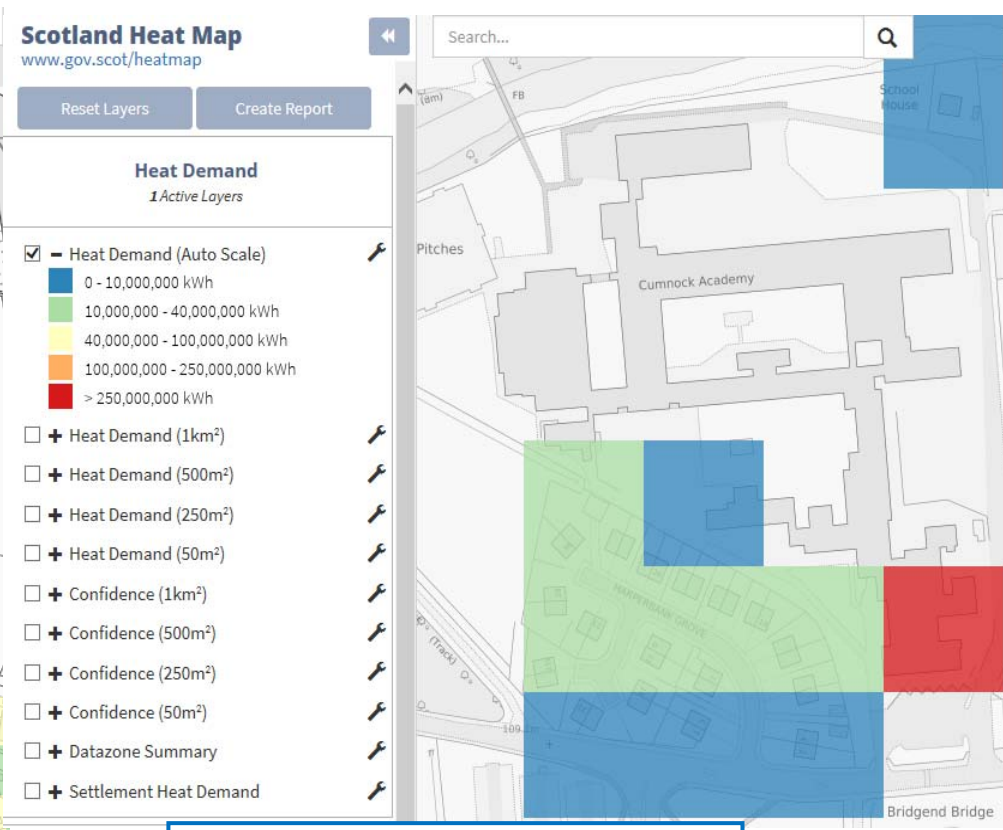 Scotland Heat Map
www.gov.scot/heatmap
Reset Layers
Create Report
Heat Demand
1 Active Layers
Heat Demand (Auto Scale)
0 - 10,000,000 kWh
10,000,000 - 40,000,000 kWh
40,000,000 - 100,000,000 kWh
100,000,000 - 250,000,000 kWh
> 250,000,000 kWh
Heat Demand (1km²)
Heat Demand (500m²)
Heat Demand (250m²)
Heat Demand (50m²)
Confidence (1km²)
Confidence (500m²)
Confidence (250m²)
Confidence (50m²)
Datazone Summary
Settlement Heat Demand
Search...
(am)
FB
School
House
Pitches
Cumnock Academy
HARPERBANK GROVE
(Track)
Bridgend Bridge